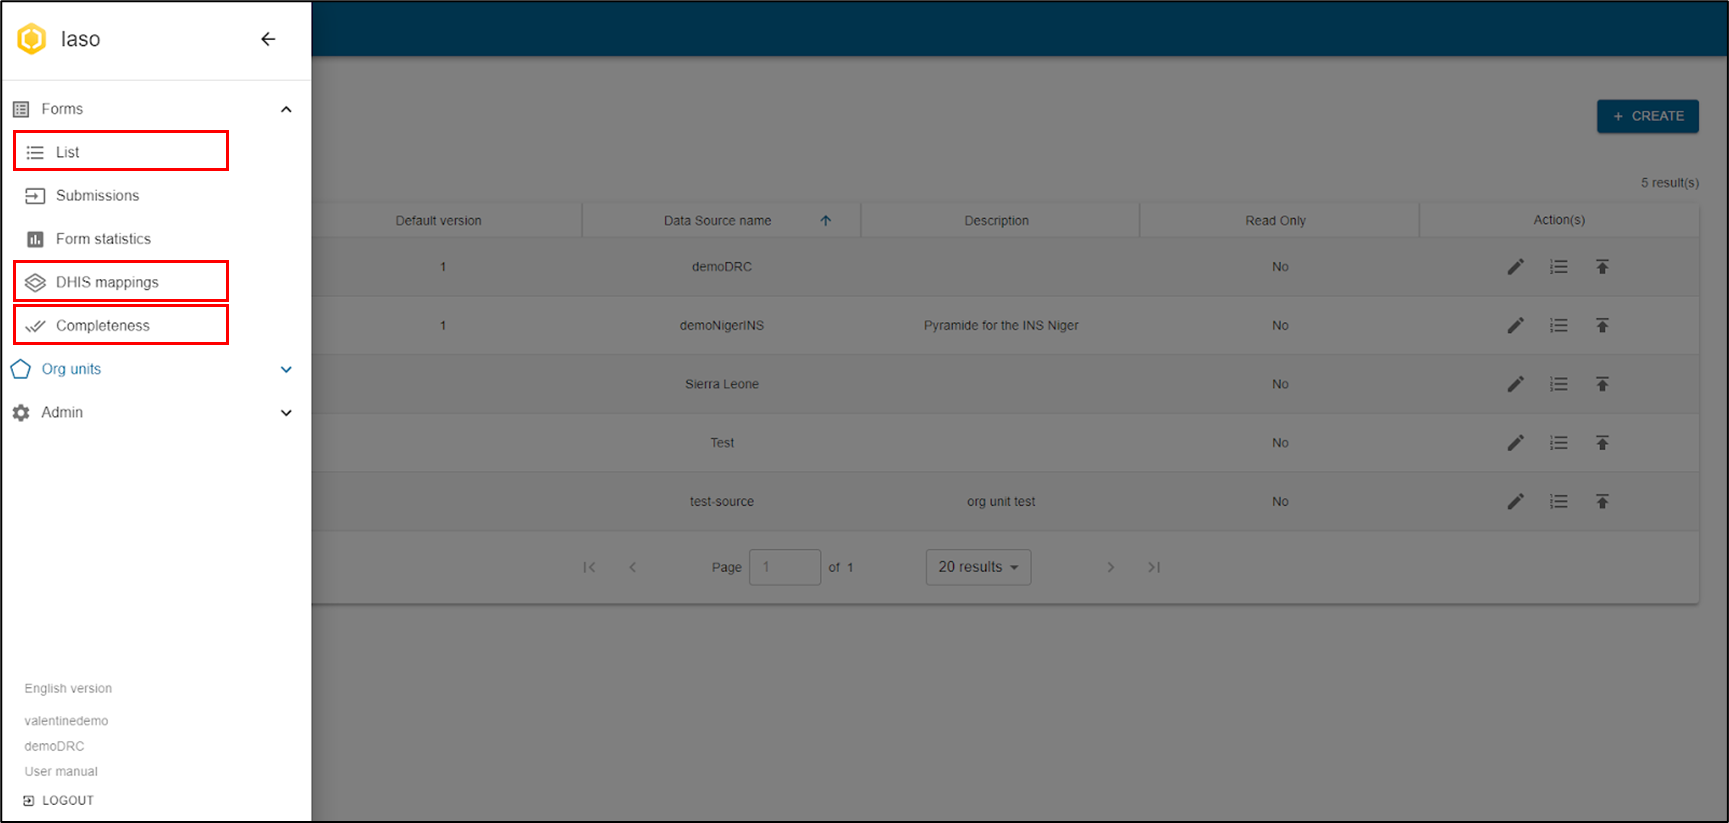 Iaso
Forms
List
Submissions
Form statistics
DHIS mappings
Completeness
Org units
Admin
English version
valentinedemo
demoDRC
User manual
LOGOUT
+ CREATE
5 result(s)
Default version Data Source name Description Read Only Action(s)
1 demoDRC No
1 demoNigerINS Pyramide for the INS Niger No
Sierra Leone No
Test No
test-source org unit test No
Page 1 of 1 20 results